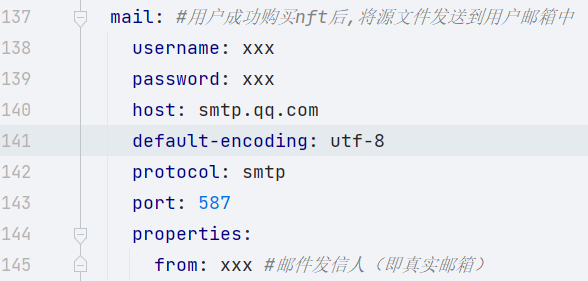 137 mail: #用户成功购买nft后,将源文件发送到用户邮箱中
138 username: xxx
139 password: xxx
140 host: smtp.qq.com
141 default-encoding: utf-8
142 protocol: smtp
143 port: 587
144 properties:
145 from: xxx #邮件发信人（即真实邮箱）